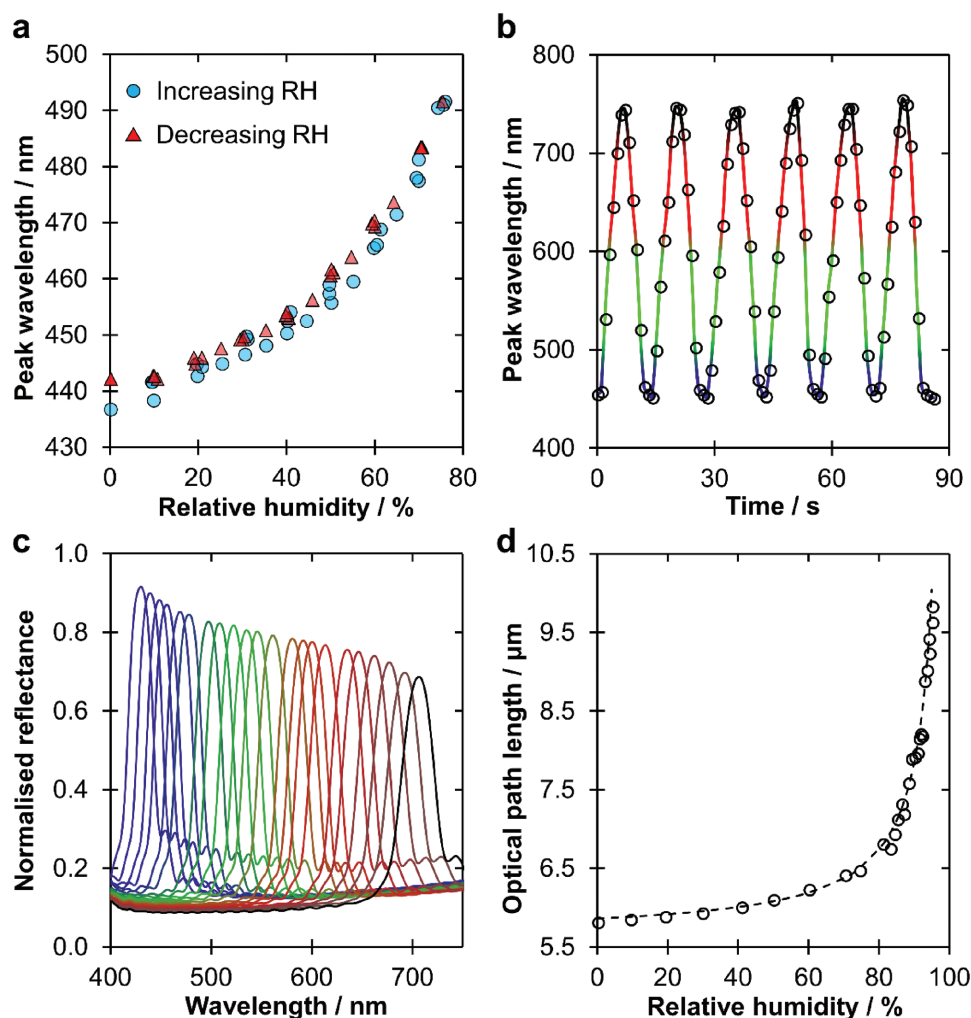 a
Peak wavelength / nm
500
490
480
470
460
450
440
430
Increasing RH
Decreasing RH
0 20 40 60 80
Relative humidity / %
b
Peak wavelength / nm
800
700
600
500
400
0 30 60 90
Time / s
c
Normalised reflectance
1.0
0.8
0.6
0.4
0.2
0.0
400 500 600 700
Wavelength / nm
d
Optical path length / μm
10.5
9.5
8.5
7.5
6.5
5.5
0 20 40 60 80 100
Relative humidity / %